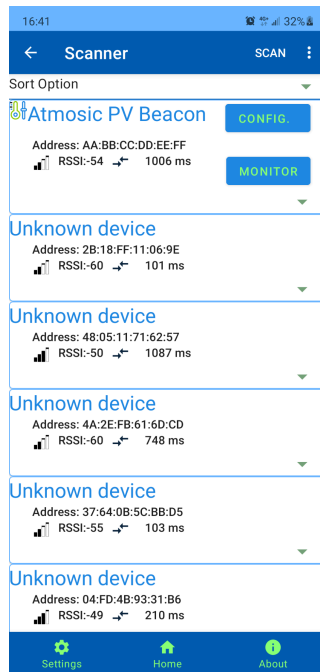 16:41
32%
Scanner
SCAN
Sort Option
Atmosic PV Beacon
CONFIG.
Address: AA:BB:CC:DD:EE:FF
RSSI:-54 1006 ms
MONITOR
Unknown device
Address: 2B:18:FF:11:06:9E
RSSI:-60 101 ms
Unknown device
Address: 48:05:11:71:62:57
RSSI:-50 1087 ms
Unknown device
Address: 4A:2E:FB:61:6D:CD
RSSI:-60 748 ms
Unknown device
Address: 37:64:0B:5C:BB:D5
RSSI:-55 103 ms
Unknown device
Address: 04:FD:4B:93:31:B6
RSSI:-49 210 ms
Settings Home About